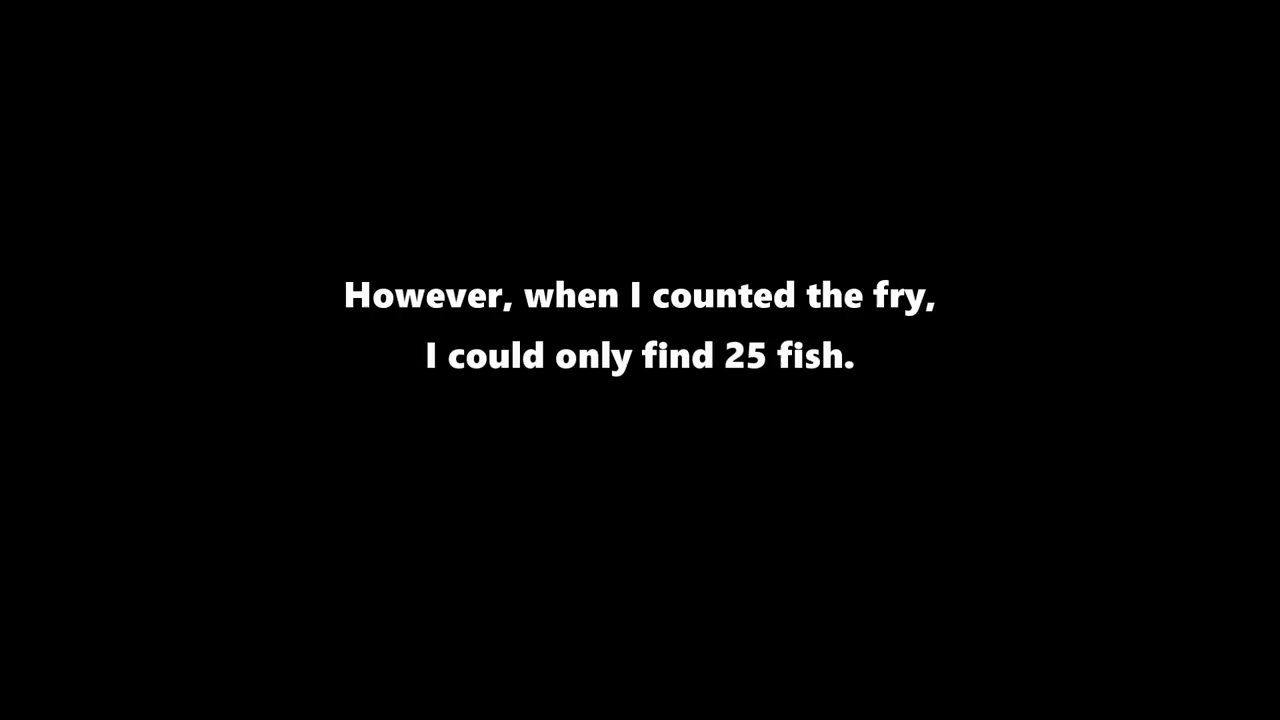 However, when I counted the fry,
I could only find 25 fish.